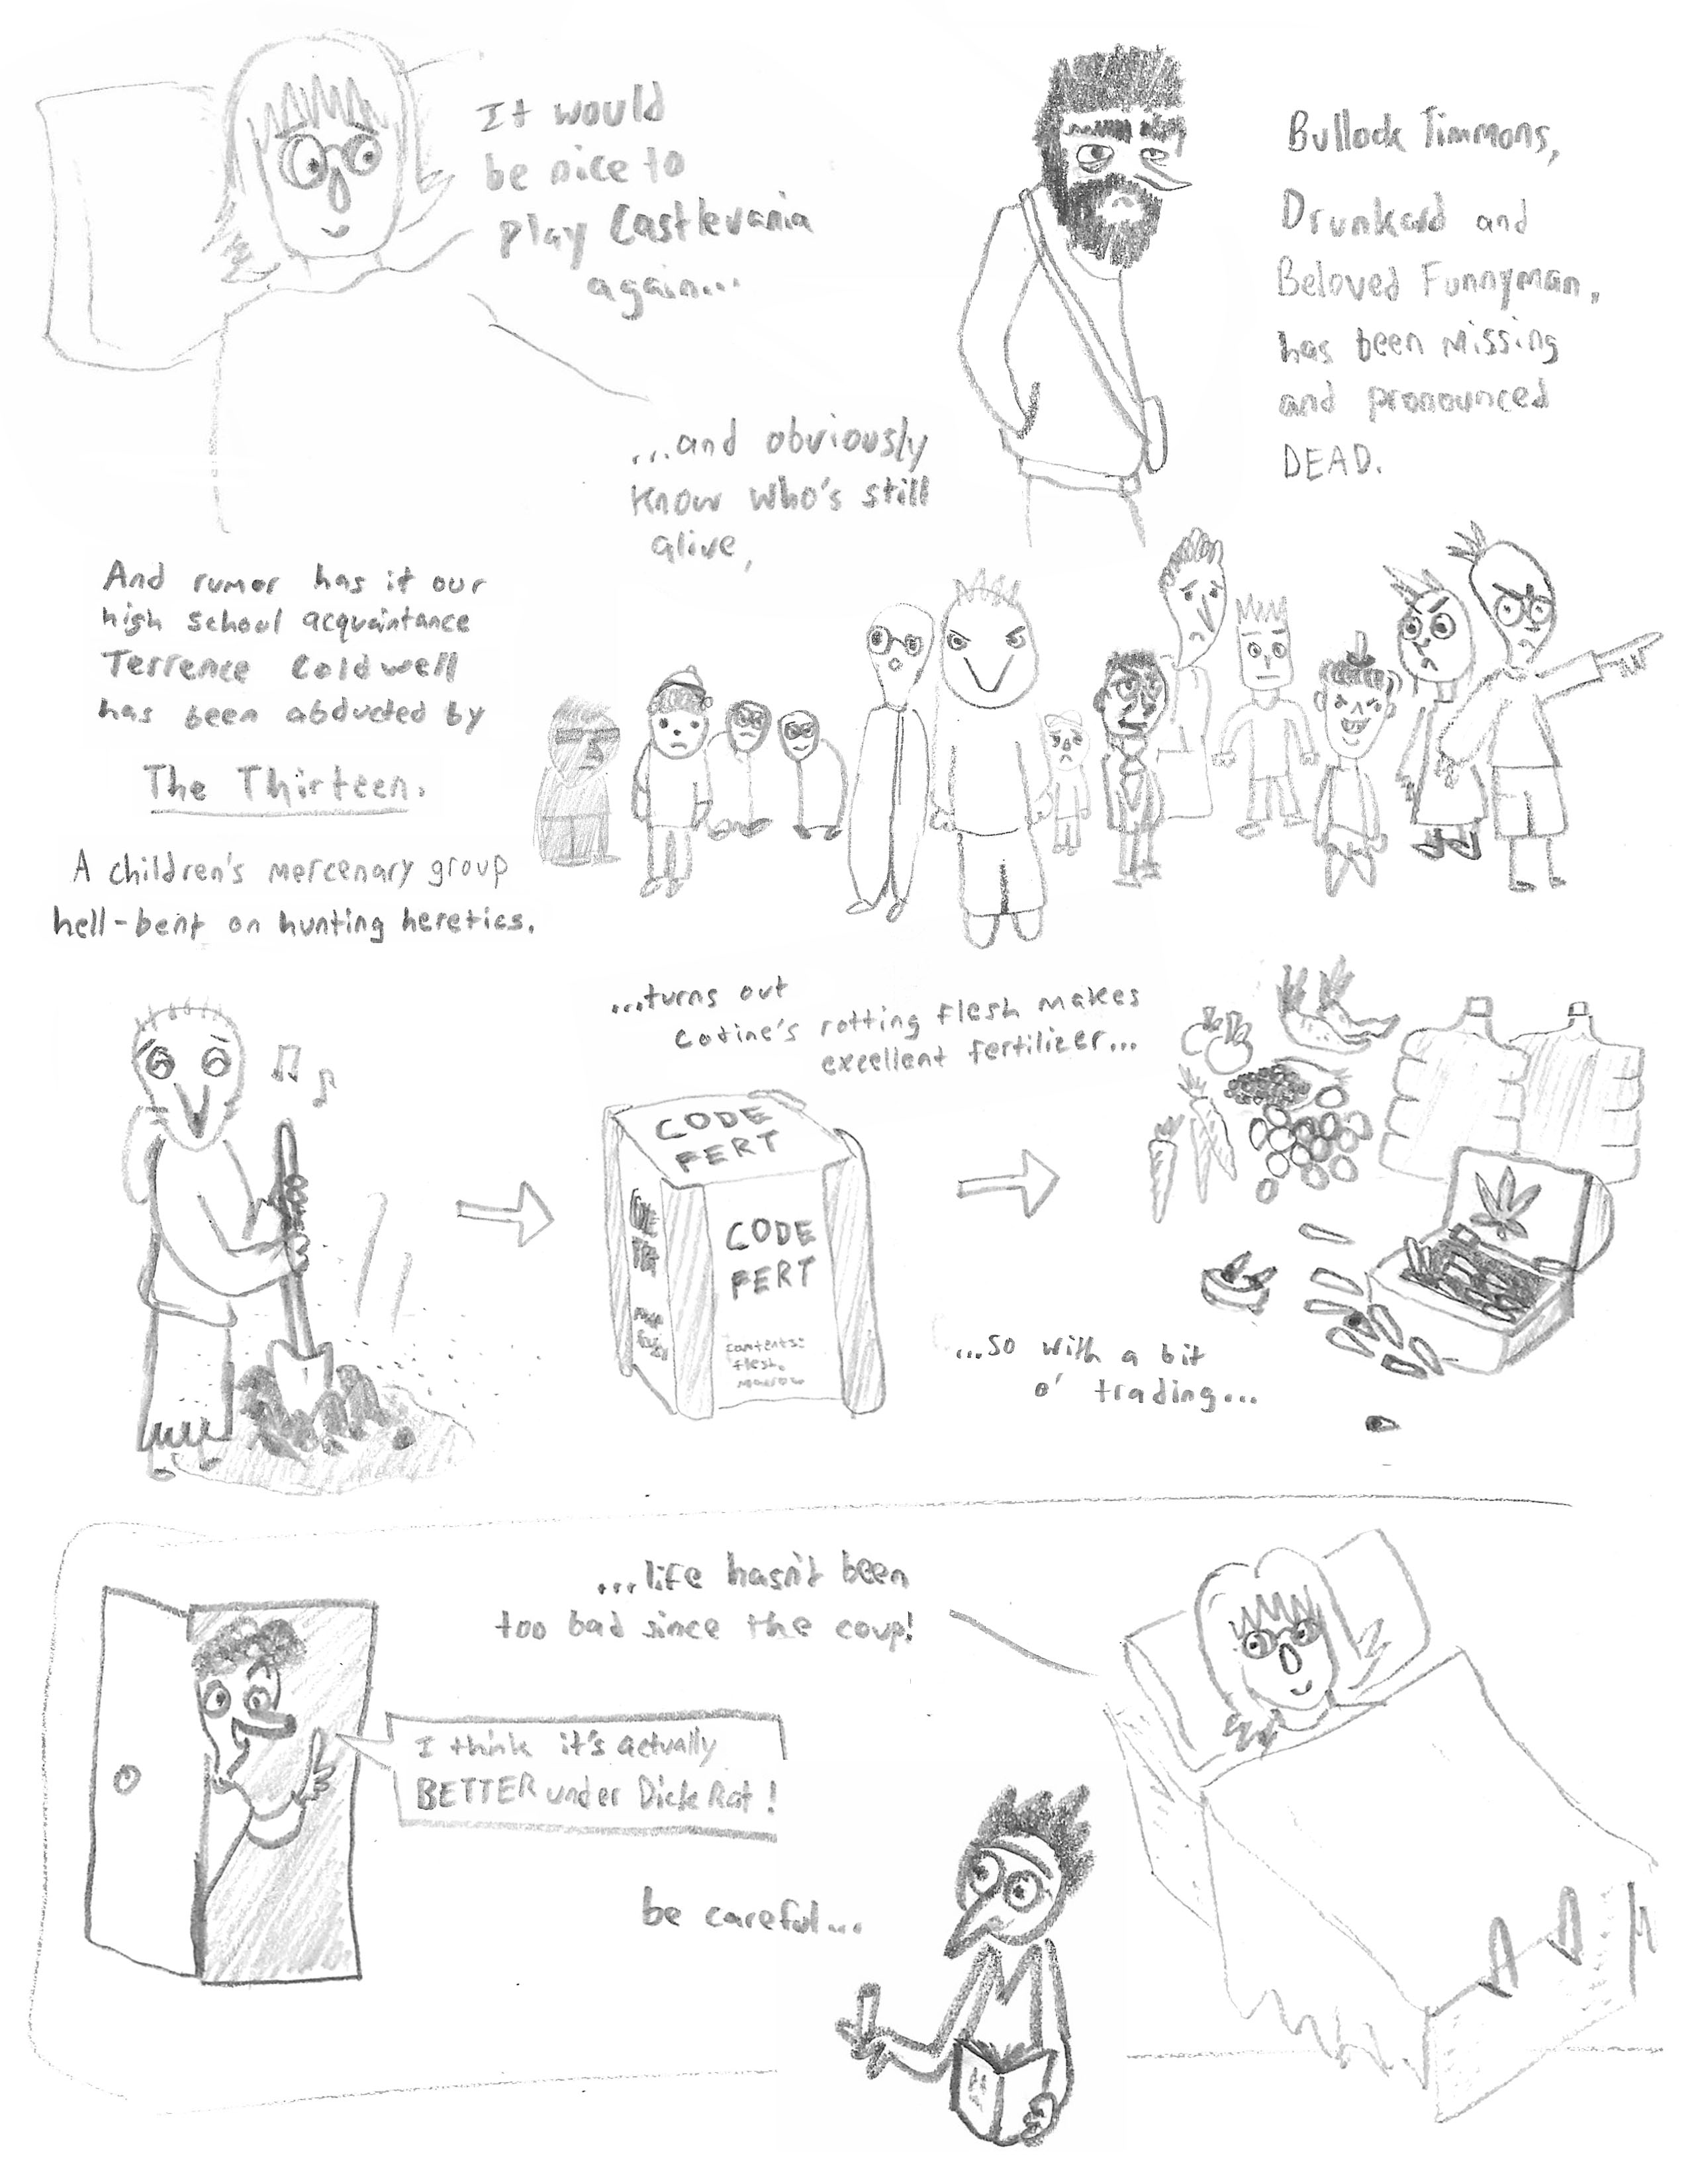 It would
be nice to
play Castlevania
again...
Bullock Timmons,
Drunkard and
Beloved Funnyman,
has been missing
and pronounced
DEAD.
...and obviously
know who's still
alive,
And rumor has it our
high school acquaintance
Terrence Coldwell
has been abducted by
The Thirteen.
A children's mercenary group
hell-bent on hunting heretics.
...turns out
Cotine's rotting flesh makes
excellent fertilizer...
CODE
FERT
CODE
FERT
contents:
flesh,
marrow
...so with a bit
o' trading...
...life hasn't been
too bad since the coup!
I think it's actually
BETTER under Dick Rat!
be careful...